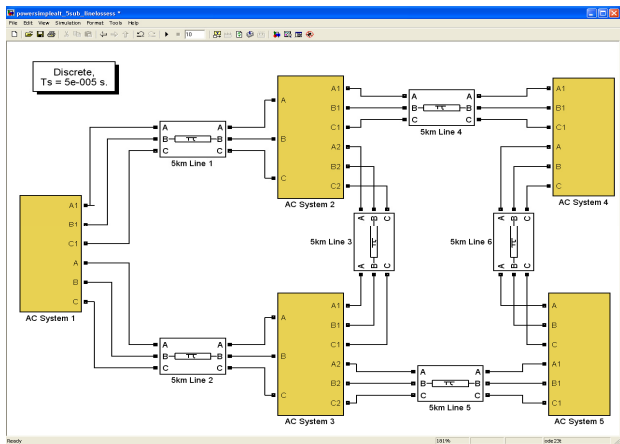 powersimplealt_5sub_linelossess *
File Edit View Simulation Format Tools Help
10
Discrete,
Ts = 5e-005 s.
A1
B1
C1
A
B
C
AC System 1
A A
B B
C C
5km Line 1
A A
B B
C C
5km Line 2
A
B
C
A1
B1
C1
A2
B2
C2
AC System 2
A A
B B
C C
5km Line 4
A1
B1
C1
A
B
C
AC System 4
A B C
5km Line 3
A B C
A B C
5km Line 6
A B C
A
B
C
A1
B1
C1
A2
B2
C2
AC System 3
A A
B B
C C
5km Line 5
A
B
C
A1
B1
C1
AC System 5
Ready
181%
ode23t